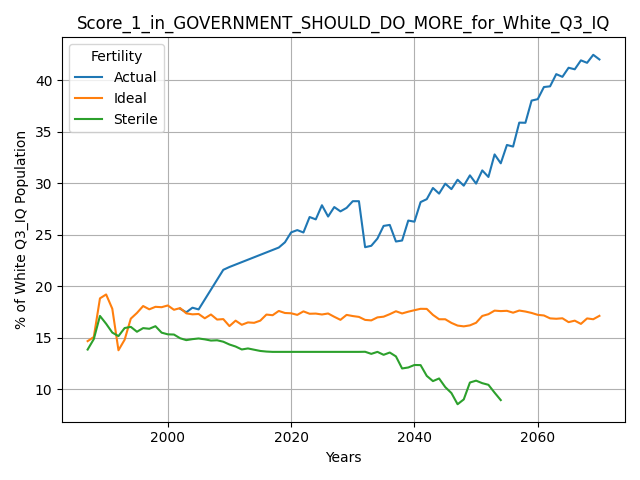 Score_1_in_GOVERNMENT_SHOULD_DO_MORE_for_White_Q3_IQ
Fertility
Actual
Ideal
Sterile
% of White Q3_IQ Population
40
35
30
25
20
15
10
2000 2020 2040 2060
Years